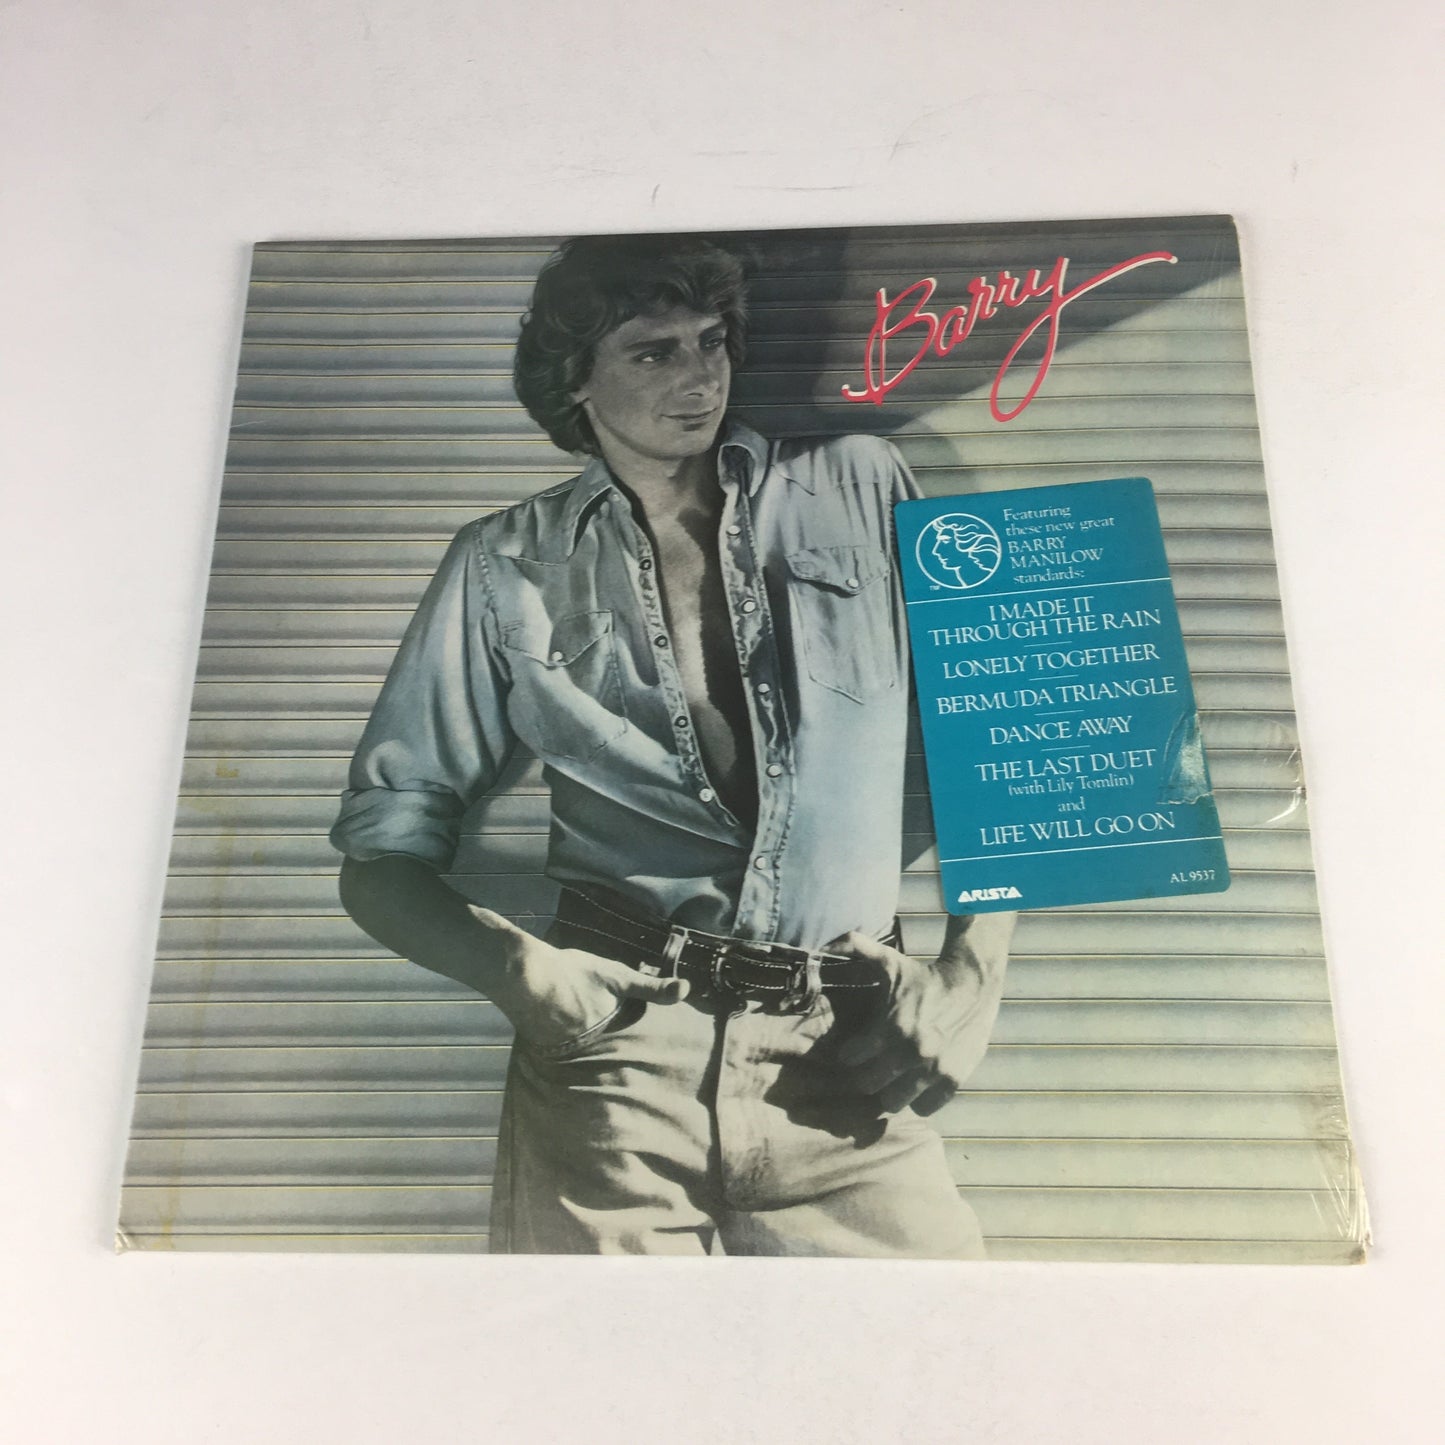 Barry
Featuring
these new great
BARRY
MANILOW
standards:
TM
I MADE IT
THROUGH THE RAIN
LONELY TOGETHER
BERMUDA TRIANGLE
DANCE AWAY
THE LAST DUET
(with Lily Tomlin)
and
LIFE WILL GO ON
ARISTA
AL 9537